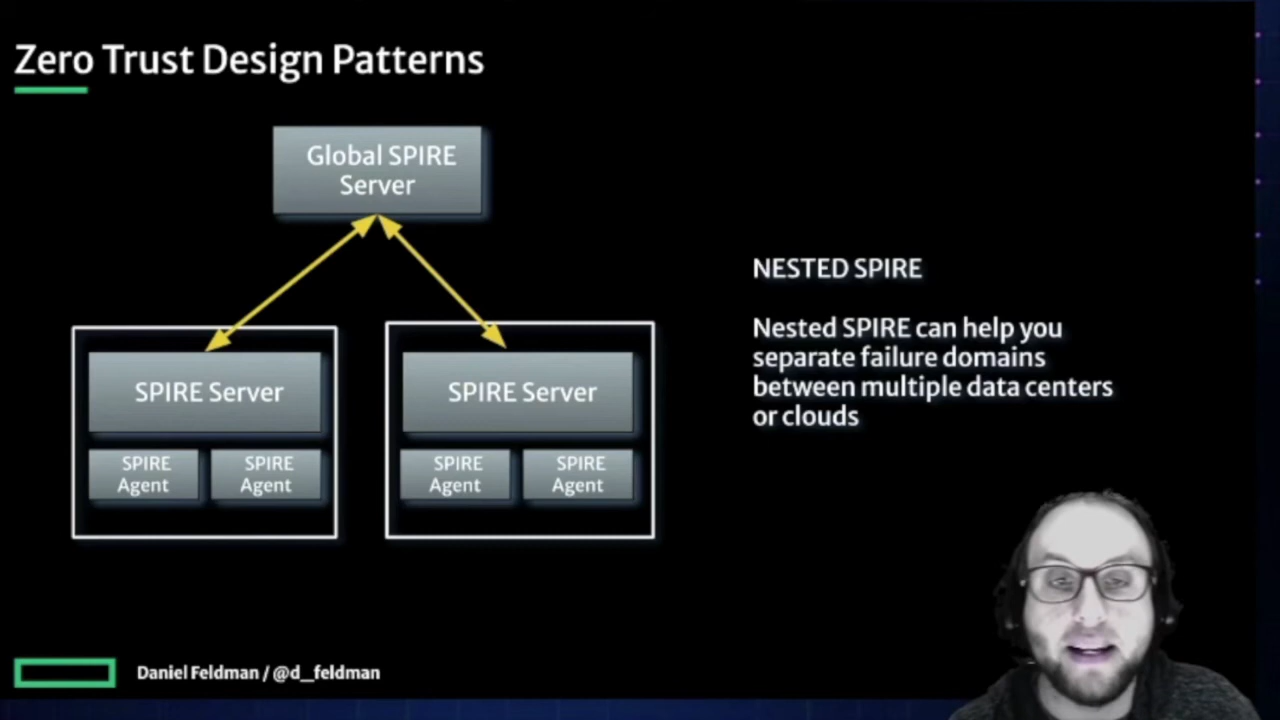 Zero Trust Design Patterns
Global SPIRE
Server
NESTED SPIRE
Nested SPIRE can help you
separate failure domains
between multiple data centers
or clouds
SPIRE Server
SPIRE Agent
SPIRE Agent
SPIRE Server
SPIRE Agent
SPIRE Agent
Daniel Feldman / @d_feldman